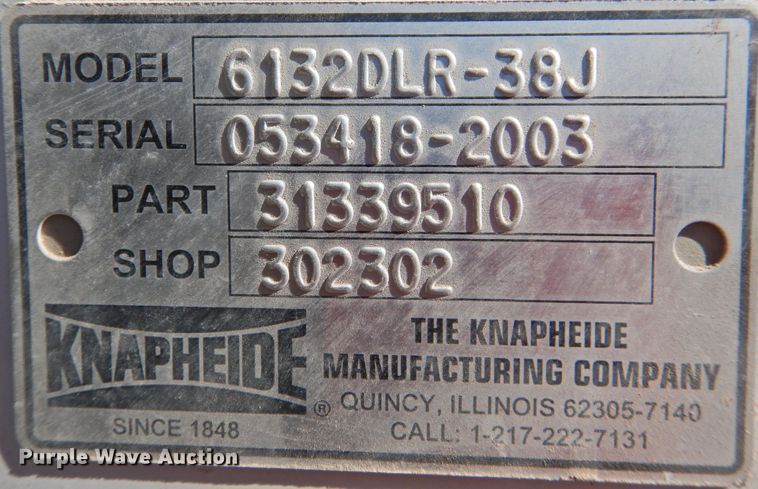 MODEL 6132DLR-38J
SERIAL 053418-2003
PART 31339510
SHOP 302302
KNAPHEIDE ®
SINCE 1848
THE KNAPHEIDE
MANUFACTURING COMPANY
QUINCY, ILLINOIS 62305-7140
CALL: 1-217-222-7131
Purple Wave Auction